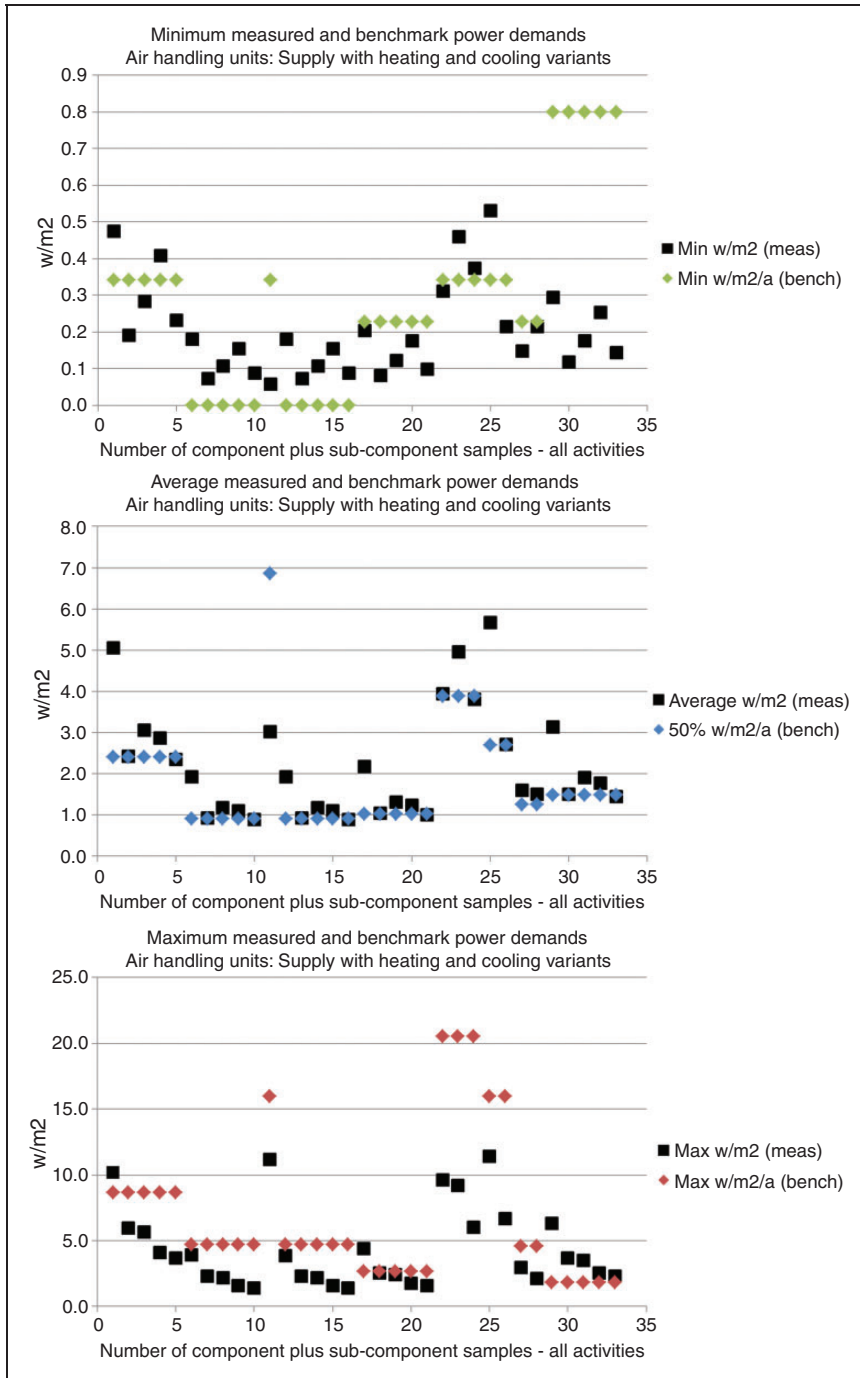 Minimum measured and benchmark power demands
Air handling units: Supply with heating and cooling variants
0.9
0.8
0.7
0.6
0.5
0.4
0.3
0.2
0.1
0.0
w/m2
0 5 10 15 20 25 30 35
Number of component plus sub-component samples - all activities
Min w/m2 (meas)
Min w/m2/a (bench)
Average measured and benchmark power demands
Air handling units: Supply with heating and cooling variants
8.0
7.0
6.0
5.0
4.0
3.0
2.0
1.0
0.0
w/m2
0 5 10 15 20 25 30 35
Number of component plus sub-component samples - all activities
Average w/m2 (meas)
50% w/m2/a (bench)
Maximum measured and benchmark power demands
Air handling units: Supply with heating and cooling variants
25.0
20.0
15.0
10.0
5.0
0.0
w/m2
0 5 10 15 20 25 30 35
Number of component plus sub-component samples - all activities
Max w/m2 (meas)
Max w/m2/a (bench)